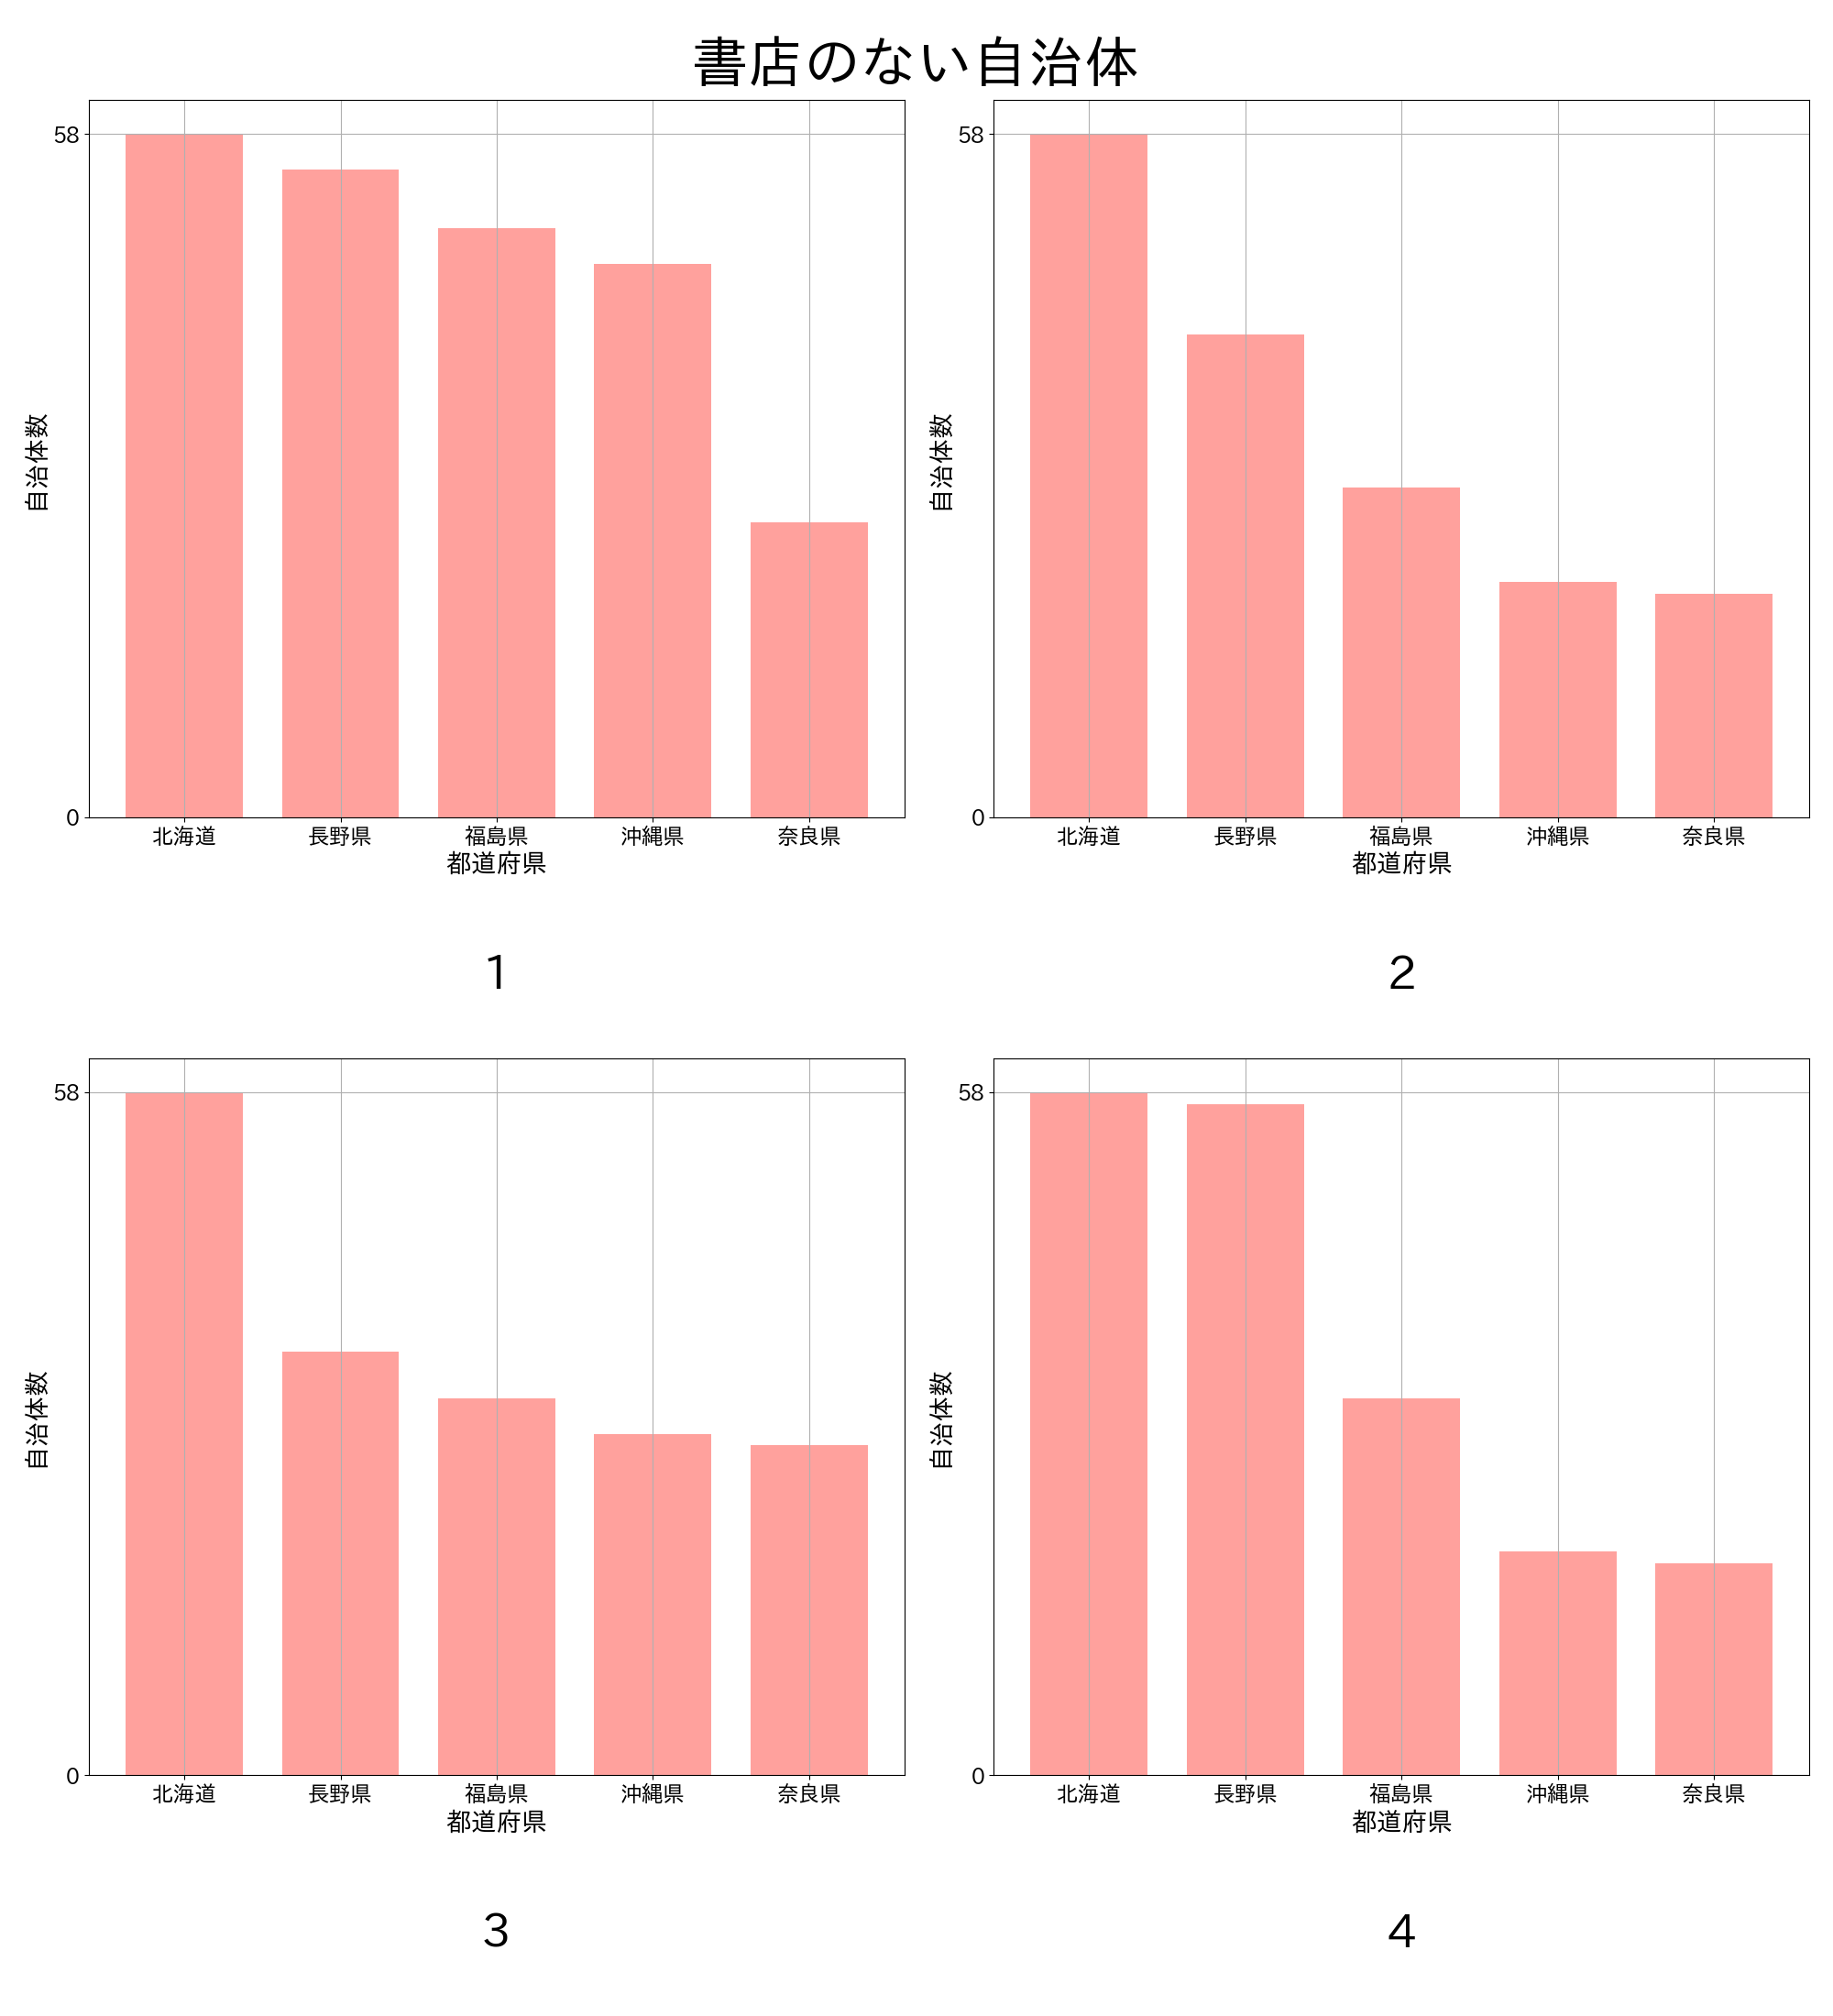 書店のない自治体
58
0
自治体数
北海道 長野県 福島県 沖縄県 奈良県
都道府県
1
58
0
自治体数
北海道 長野県 福島県 沖縄県 奈良県
都道府県
2
58
0
自治体数
北海道 長野県 福島県 沖縄県 奈良県
都道府県
3
58
0
自治体数
北海道 長野県 福島県 沖縄県 奈良県
都道府県
4